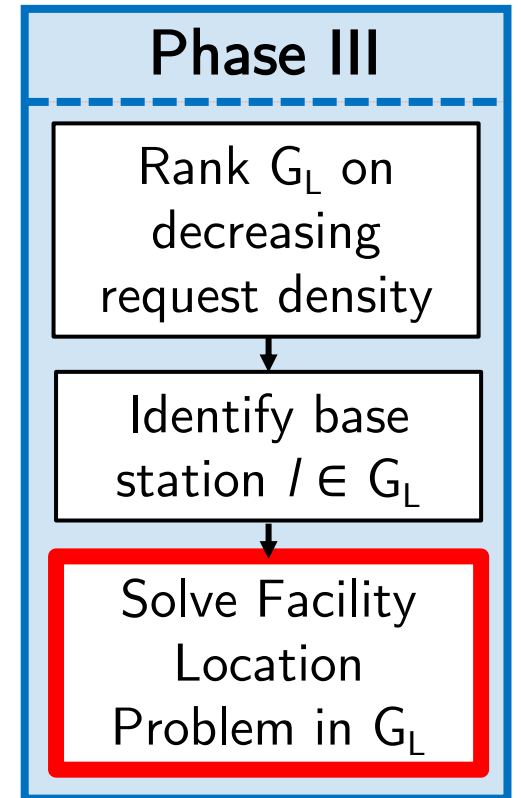 Phase III
Rank G_L on
decreasing
request density
Identify base
station l ∈ G_L
Solve Facility
Location
Problem in G_L